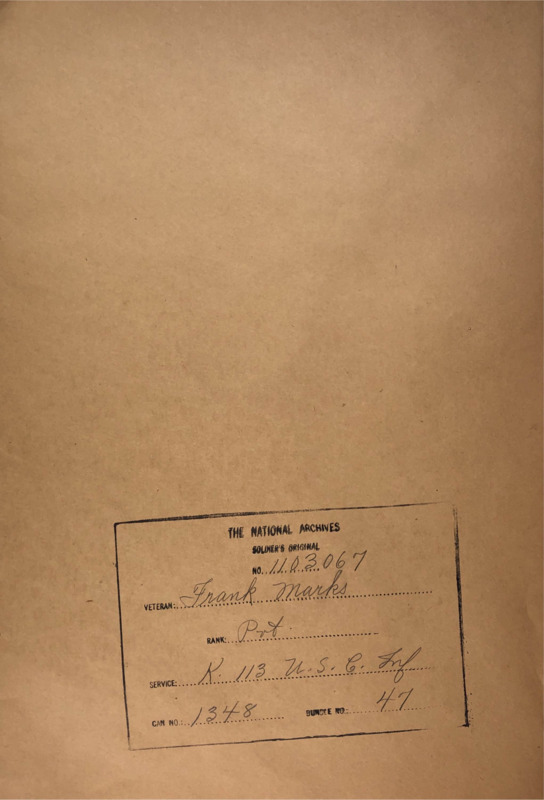 THE NATIONAL ARCHIVES
SOLDIER'S ORIGINAL
NO. 1103067
VETERAN: Frank Marks
RANK: Pvt.
SERVICE: K. 113 U.S.C. Inf
CAN NO. 1348 BUNDLE NO. 47